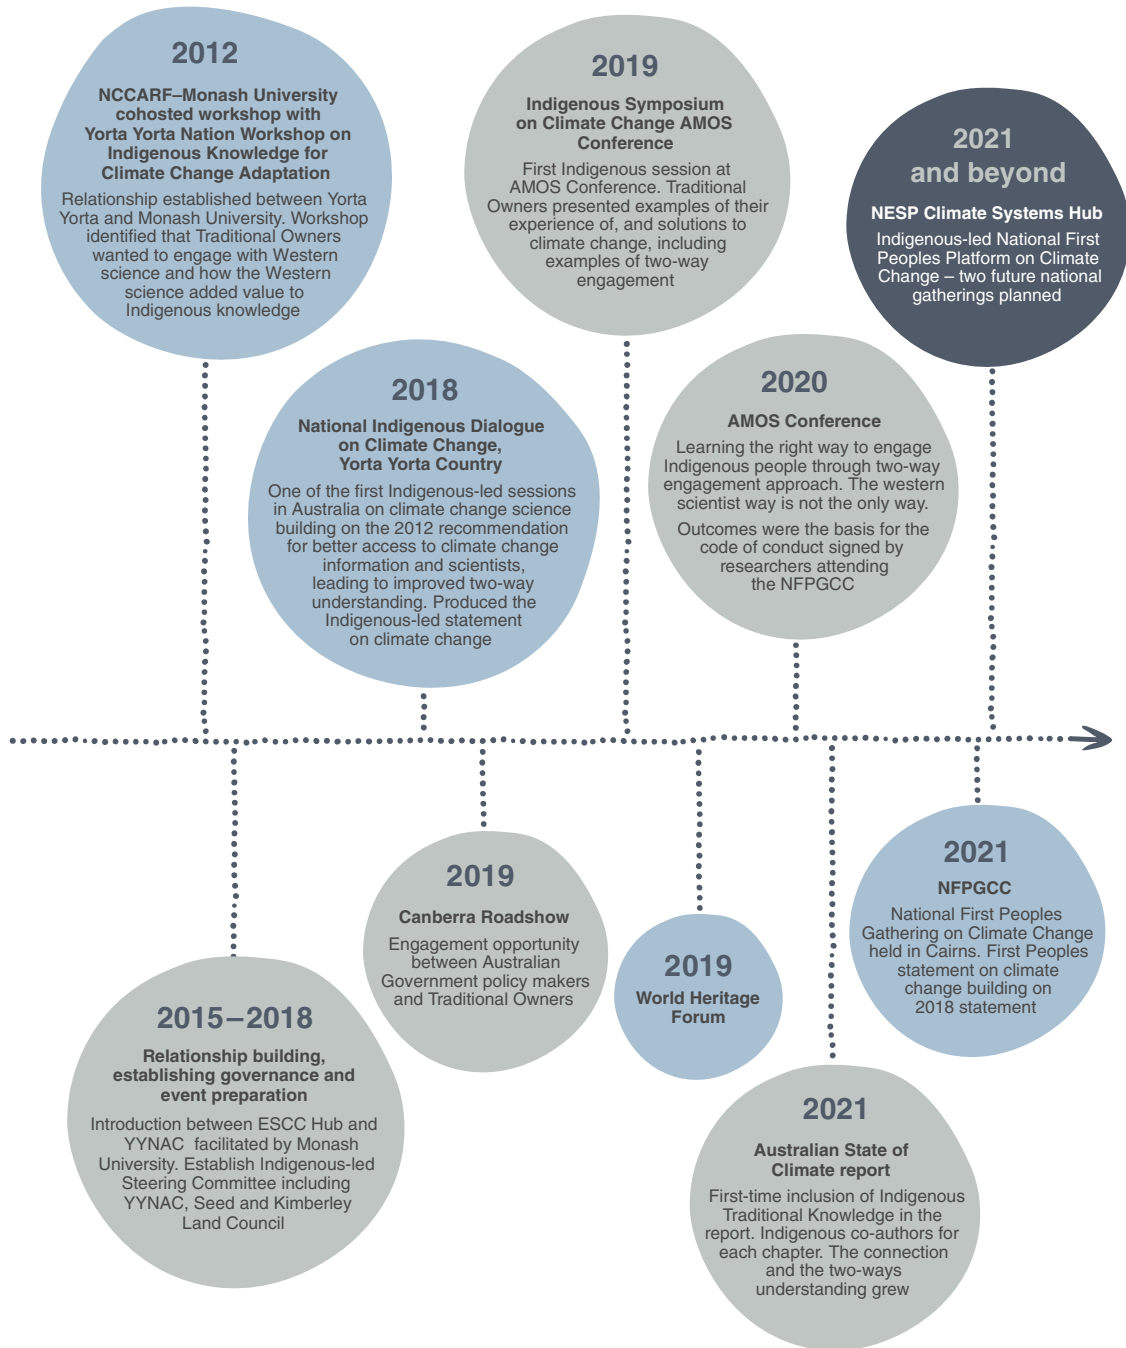 2012
NCCARF–Monash University
cohosted workshop with
Yorta Yorta Nation Workshop on
Indigenous Knowledge for
Climate Change Adaptation
Relationship established between Yorta
Yorta and Monash University. Workshop
identified that Traditional Owners
wanted to engage with Western
science and how the Western
science added value to
Indigenous knowledge
2015–2018
Relationship building,
establishing governance and
event preparation
Introduction between ESCC Hub and
YYNAC facilitated by Monash
University. Establish Indigenous-led
Steering Committee including
YYNAC, Seed and Kimberley
Land Council
2018
National Indigenous Dialogue
on Climate Change,
Yorta Yorta Country
One of the first Indigenous-led sessions
in Australia on climate change science
building on the 2012 recommendation
for better access to climate change
information and scientists,
leading to improved two-way
understanding. Produced the
Indigenous-led statement
on climate change
2019
Canberra Roadshow
Engagement opportunity
between Australian
Government policy makers
and Traditional Owners
2019
Indigenous Symposium
on Climate Change AMOS
Conference
First Indigenous session at
AMOS Conference. Traditional
Owners presented examples of their
experience of, and solutions to
climate change, including
examples of two-way
engagement
2019
World Heritage
Forum
2020
AMOS Conference
Learning the right way to engage
Indigenous people through two-way
engagement approach. The western
scientist way is not the only way.
Outcomes were the basis for the
code of conduct signed by
researchers attending
the NFPGCC
2021
Australian State of
Climate report
First-time inclusion of Indigenous
Traditional Knowledge in the
report. Indigenous co-authors for
each chapter. The connection
and the two-ways
understanding grew
2021
NFPGCC
National First Peoples
Gathering on Climate Change
held in Cairns. First Peoples
statement on climate
change building on
2018 statement
2021
and beyond
NESP Climate Systems Hub
Indigenous-led National First
Peoples Platform on Climate
Change – two future national
gatherings planned